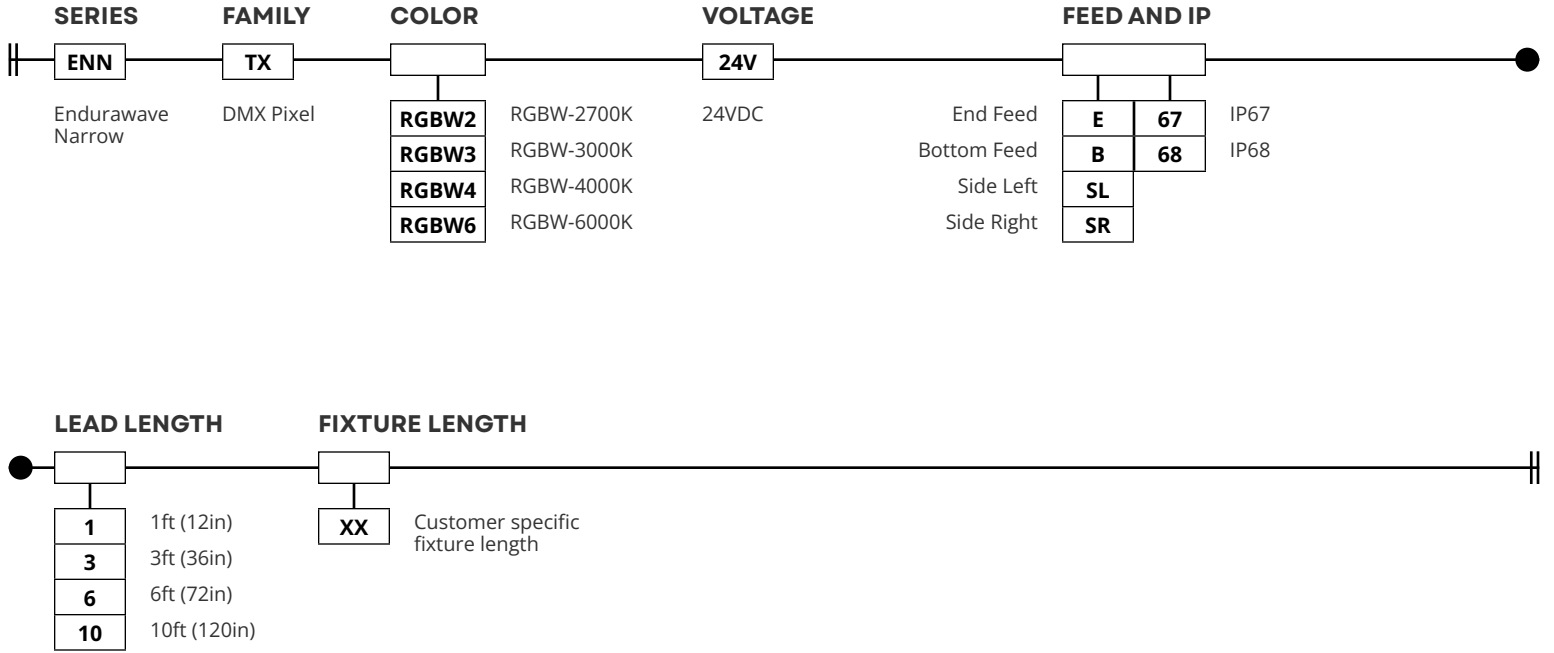 SERIES FAMILY COLOR VOLTAGE FEED AND IP
ENN TX 24V
Endurawave DMX Pixel RGBW2 RGBW-2700K 24VDC End Feed E 67 IP67
Narrow
RGBW3 RGBW-3000K Bottom Feed B 68 IP68
RGBW4 RGBW-4000K Side Left SL
RGBW6 RGBW-6000K Side Right SR
LEAD LENGTH FIXTURE LENGTH
1 1ft (12in) XX Customer specific
fixture length
3 3ft (36in)
6 6ft (72in)
10 10ft (120in)